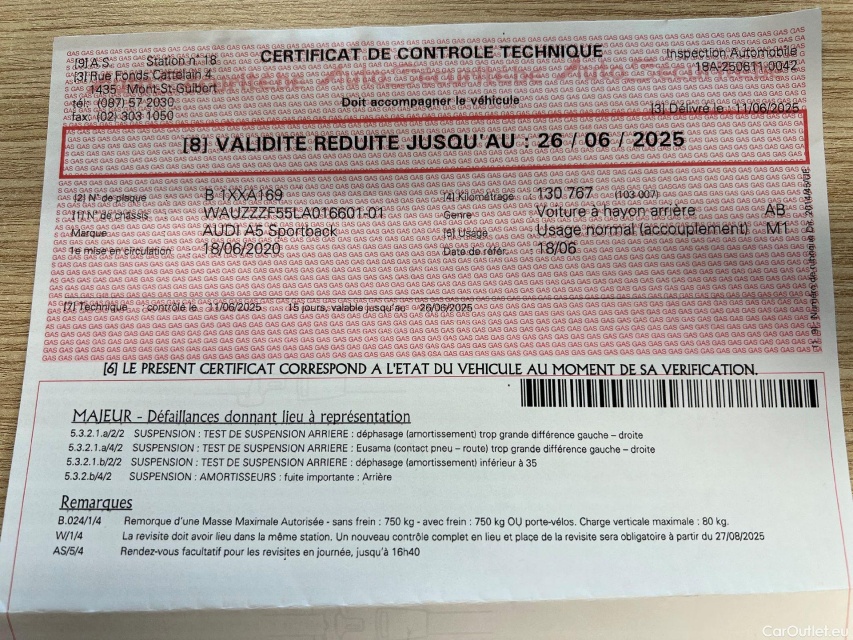 [9] A.S. Station n. 18
CERTIFICAT DE CONTROLE TECHNIQUE
Inspection Automobile
[3] Rue Fonds Cattelain 4
18A-250611-0042
1435 Mont-St-Guibert
tél: (087) 57 2030
Doit accompagner le véhicule
[3] Délivré le : 11/06/2025
fax: (02) 303 1050
[8] VALIDITE REDUITE JUSQU'AU : 26 / 06 / 2025
[2] N° de plaque B 1XXA169 [4] Kilométrage 130 767 (103-007)
[1] N° de châssis WAUZZZF55LA016601-01 Genre Voiture à hayon arrière AB
Marque AUDI A5 Sportback [5] Usage Usage normal (accouplement) M1
1e mise en circulation 18/06/2020 Date de référ. 18/06
[7] Technique contrôlé le 11/06/2025 15 jours, valable jusqu'au 26/06/2025
[6] LE PRESENT CERTIFICAT CORRESPOND A L'ETAT DU VEHICULE AU MOMENT DE SA VERIFICATION.
MAJEUR - Défaillances donnant lieu à représentation
5.3.2.1.a/2/2 SUSPENSION : TEST DE SUSPENSION ARRIERE : déphasage (amortissement) trop grande différence gauche – droite
5.3.2.1.a/4/2 SUSPENSION : TEST DE SUSPENSION ARRIERE : Eusama (contact pneu – route) trop grande différence gauche – droite
5.3.2.1.b/2/2 SUSPENSION : TEST DE SUSPENSION ARRIERE : déphasage (amortissement) inférieur à 35
5.3.2.b/4/2 SUSPENSION : AMORTISSEURS : fuite importante : Arrière
Remarques
B.024/1/4 Remorque d'une Masse Maximale Autorisée - sans frein : 750 kg - avec frein : 750 kg OU porte-vélos. Charge verticale maximale : 80 kg.
W/1/4 La revisite doit avoir lieu dans la même station. Un nouveau contrôle complet en lieu et place de la revisite sera obligatoire à partir du 27/08/2025
AS/5/4 Rendez-vous facultatif pour les revisites en journée, jusqu'à 16h40
CarOutlet.eu